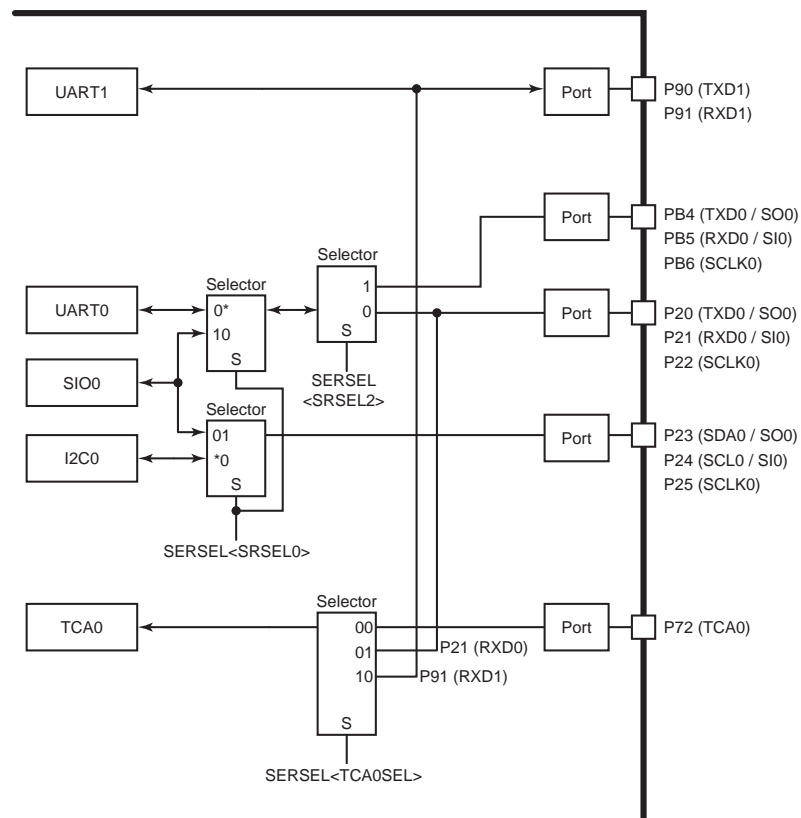 UART1
Port
P90 (TXD1)
P91 (RXD1)
Port
PB4 (TXD0 / SO0)
PB5 (RXD0 / SI0)
PB6 (SCLK0)
Selector
1
0
S
SERSEL
<SRSEL2>
Selector
0*
10
S
UART0
Port
P20 (TXD0 / SO0)
P21 (RXD0 / SI0)
P22 (SCLK0)
SIO0
Selector
01
*0
S
I2C0
Port
P23 (SDA0 / SO0)
P24 (SCL0 / SI0)
P25 (SCLK0)
SERSEL<SRSEL0>
Selector
TCA0
00
01
10
S
P21 (RXD0)
P91 (RXD1)
Port
P72 (TCA0)
SERSEL<TCA0SEL>